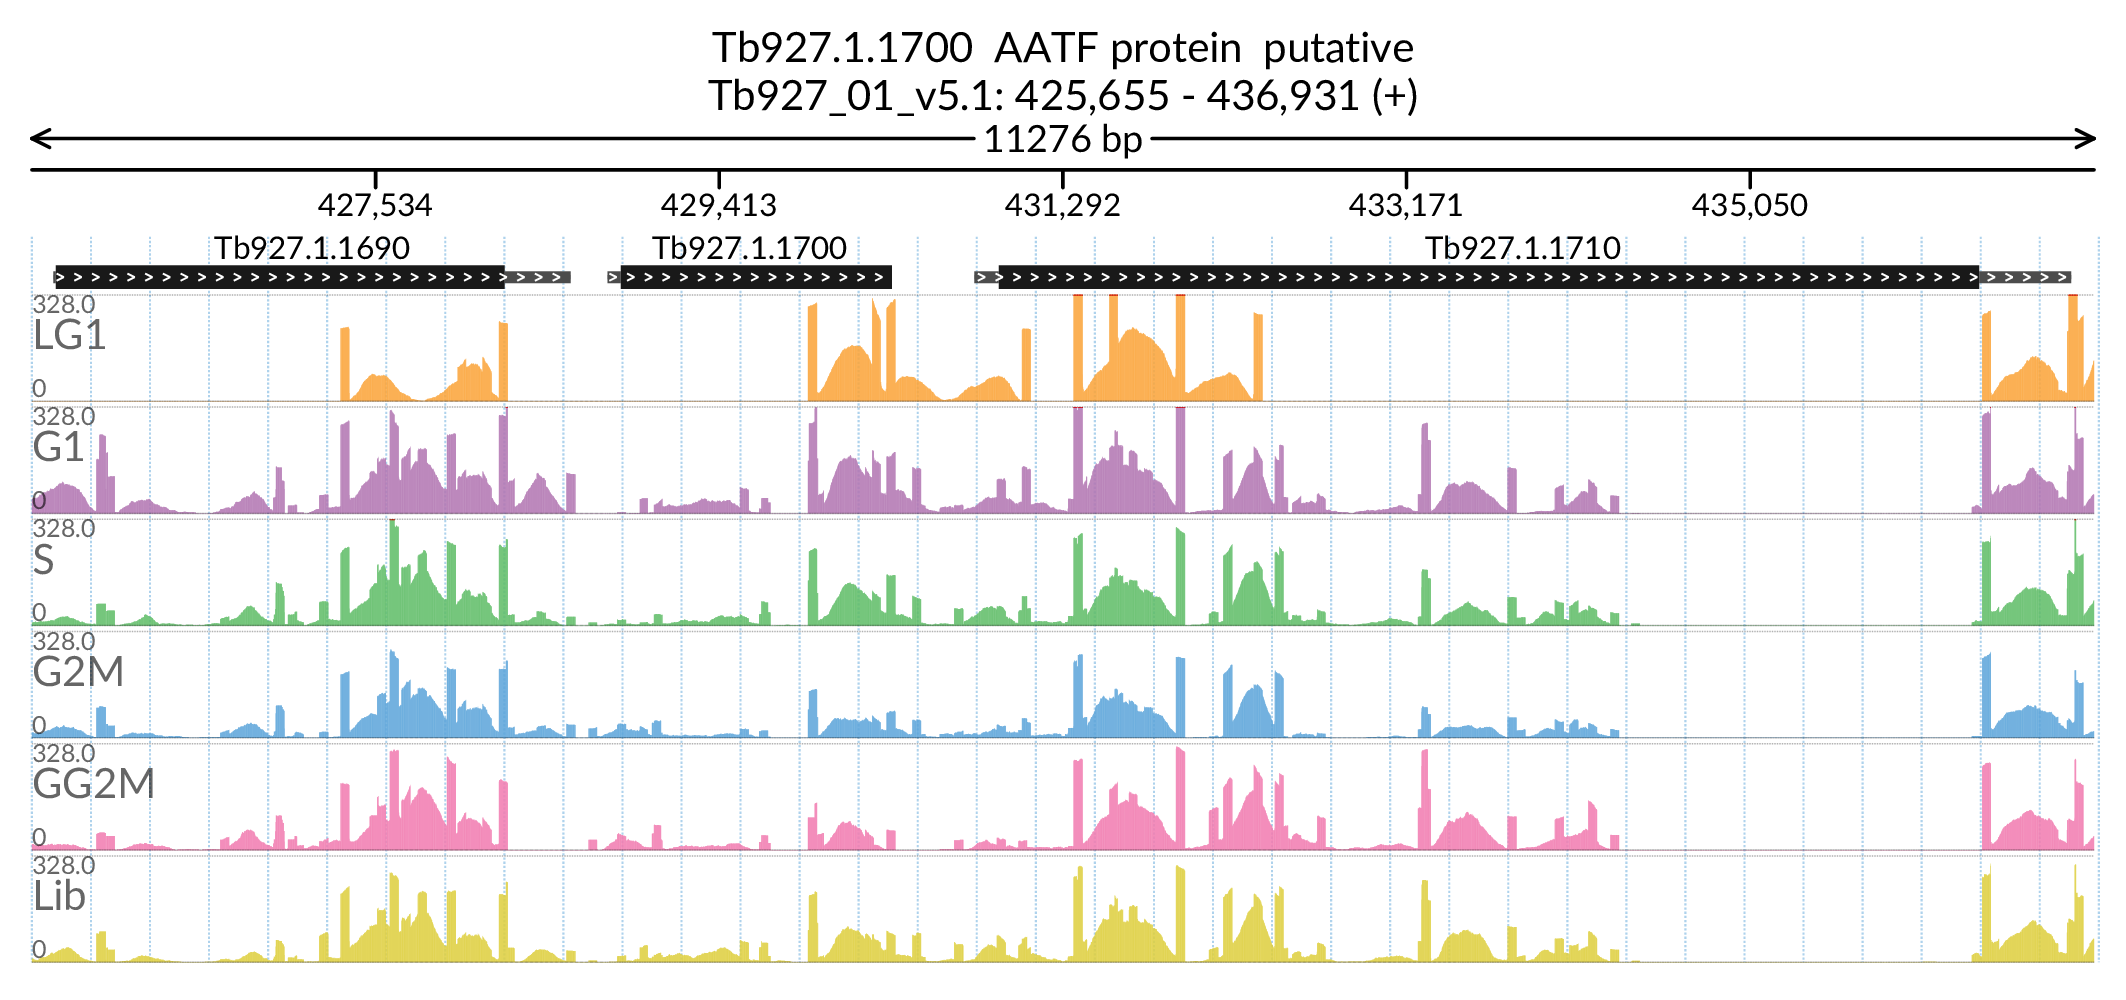 Tb927.1.1700  AATF protein  putative
Tb927_01_v5.1: 425,655 - 436,931 (+)
11276 bp
427,534 429,413 431,292 433,171 435,050
Tb927.1.1690 Tb927.1.1700 Tb927.1.1710
328.0
LG1
0
328.0
G1
0
328.0
S
0
328.0
G2M
0
328.0
GG2M
0
328.0
Lib
0